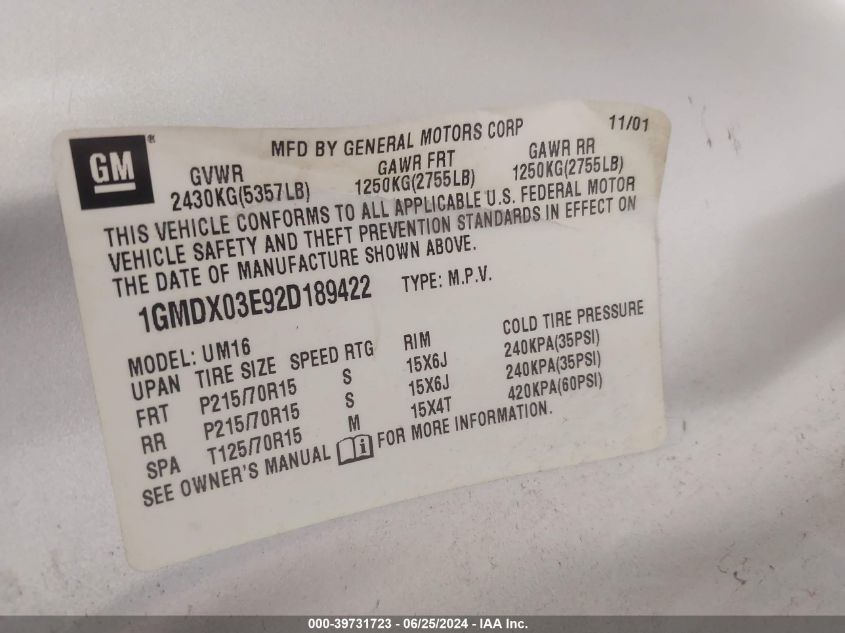 GM®
MFD BY GENERAL MOTORS CORP 11/01
GVWR GAWR FRT GAWR RR
2430KG(5357LB) 1250KG(2755LB) 1250KG(2755LB)
THIS VEHICLE CONFORMS TO ALL APPLICABLE U.S. FEDERAL MOTOR
VEHICLE SAFETY AND THEFT PREVENTION STANDARDS IN EFFECT ON
THE DATE OF MANUFACTURE SHOWN ABOVE.
1GMDX03E92D189422 TYPE: M.P.V.
MODEL: UM16
UPAN TIRE SIZE SPEED RTG RIM COLD TIRE PRESSURE
FRT P215/70R15 S 15X6J 240KPA(35PSI)
RR P215/70R15 S 15X6J 240KPA(35PSI)
SPA T125/70R15 M 15X4T 420KPA(60PSI)
SEE OWNER'S MANUAL i FOR MORE INFORMATION.
000-39731723 - 06/25/2024 - IAA Inc.